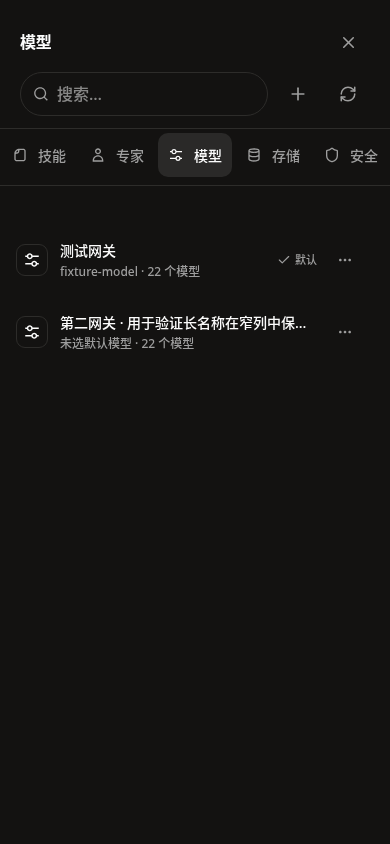 模型
搜索...
技能 专家 模型 存储 安全
测试网关
fixture-model · 22 个模型
默认
第二网关 · 用于验证长名称在窄列中保...
未选默认模型 · 22 个模型